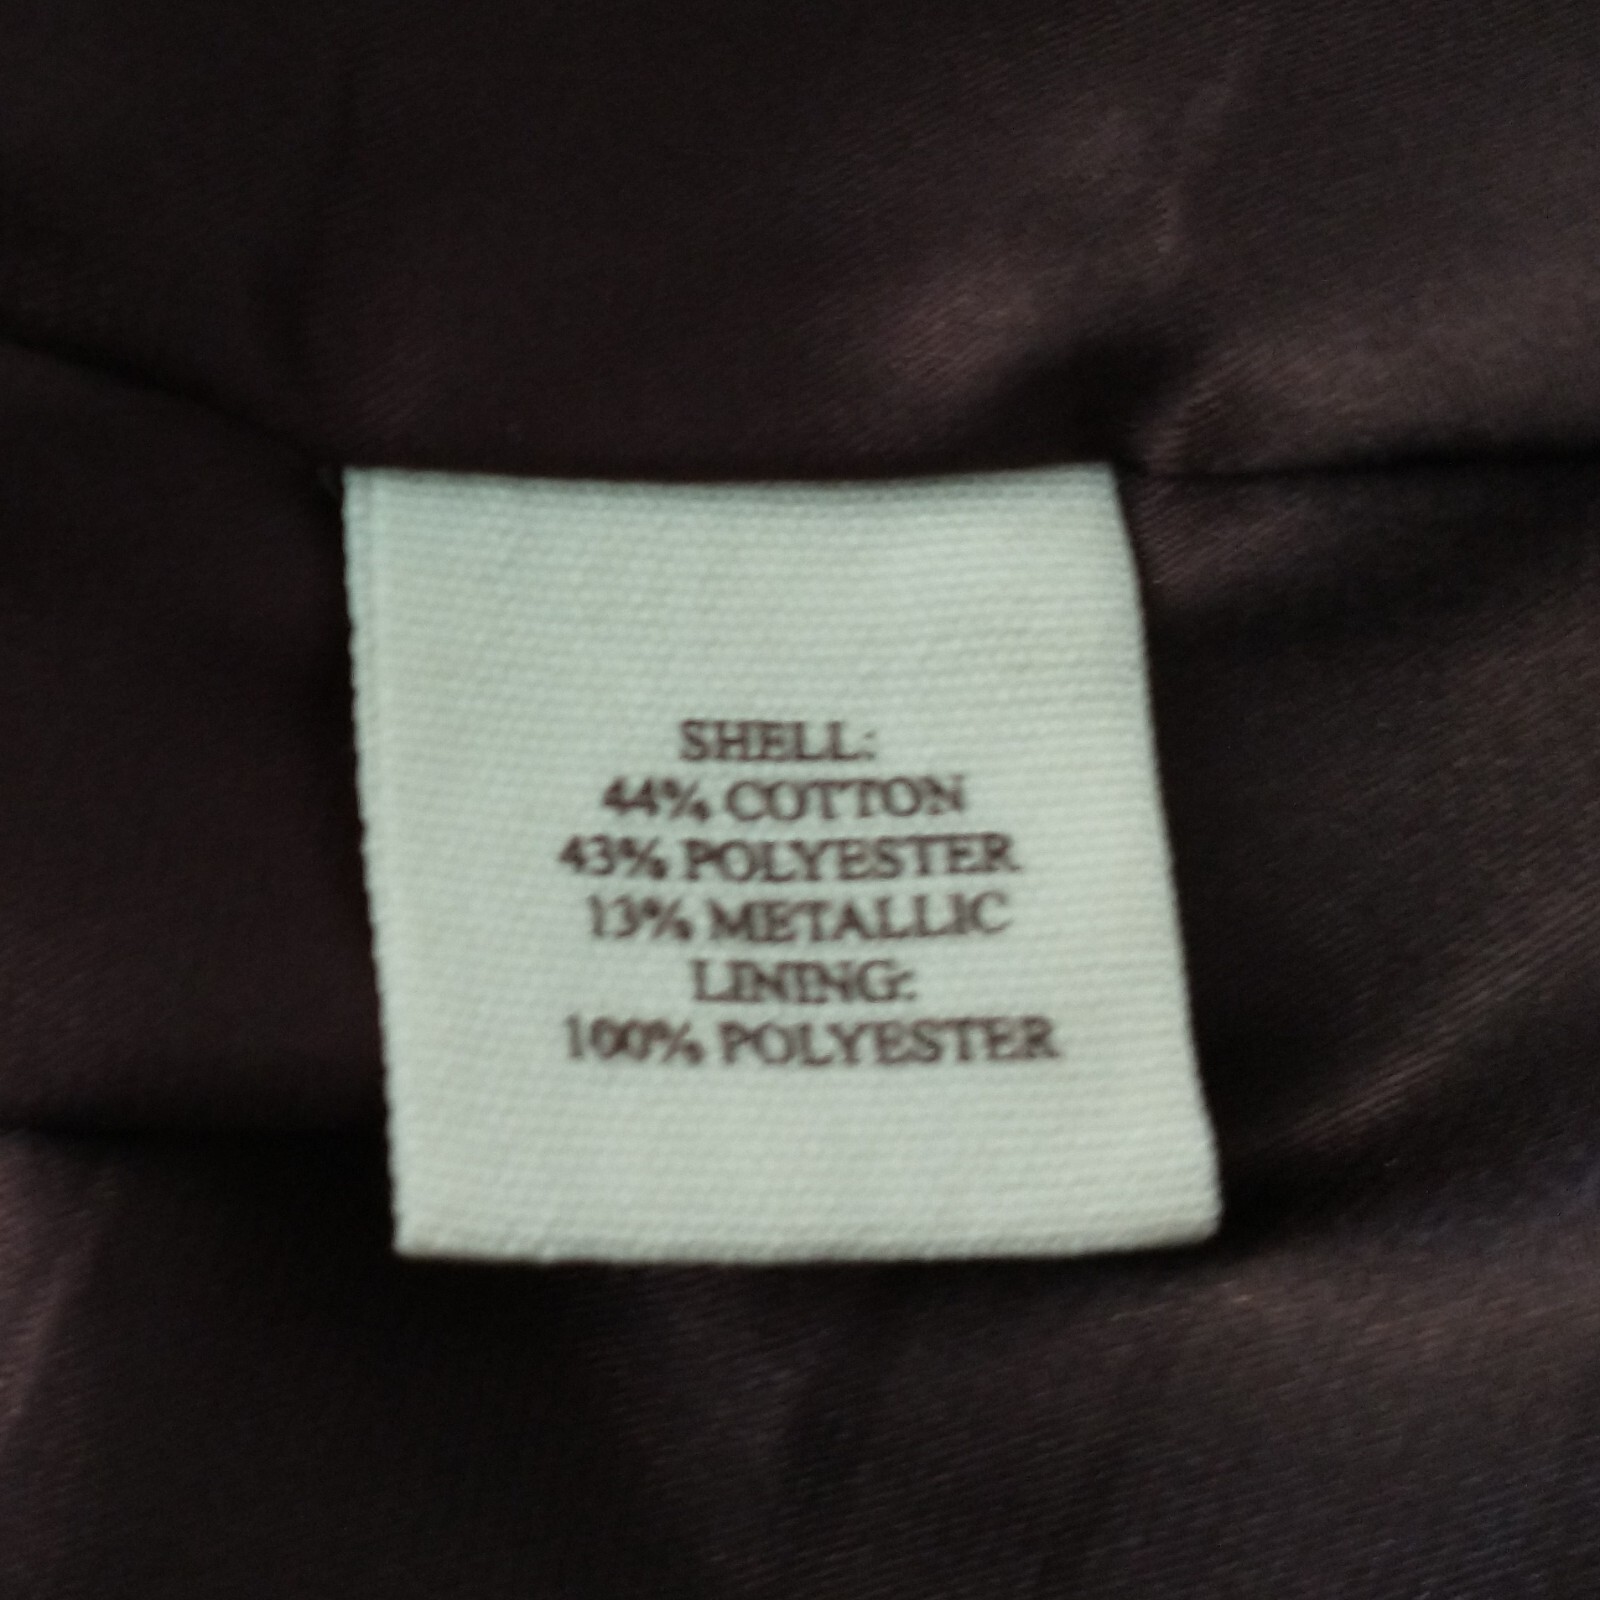 SHELL:
44% COTTON
43% POLYESTER
13% METALLIC
LINING:
100% POLYESTER